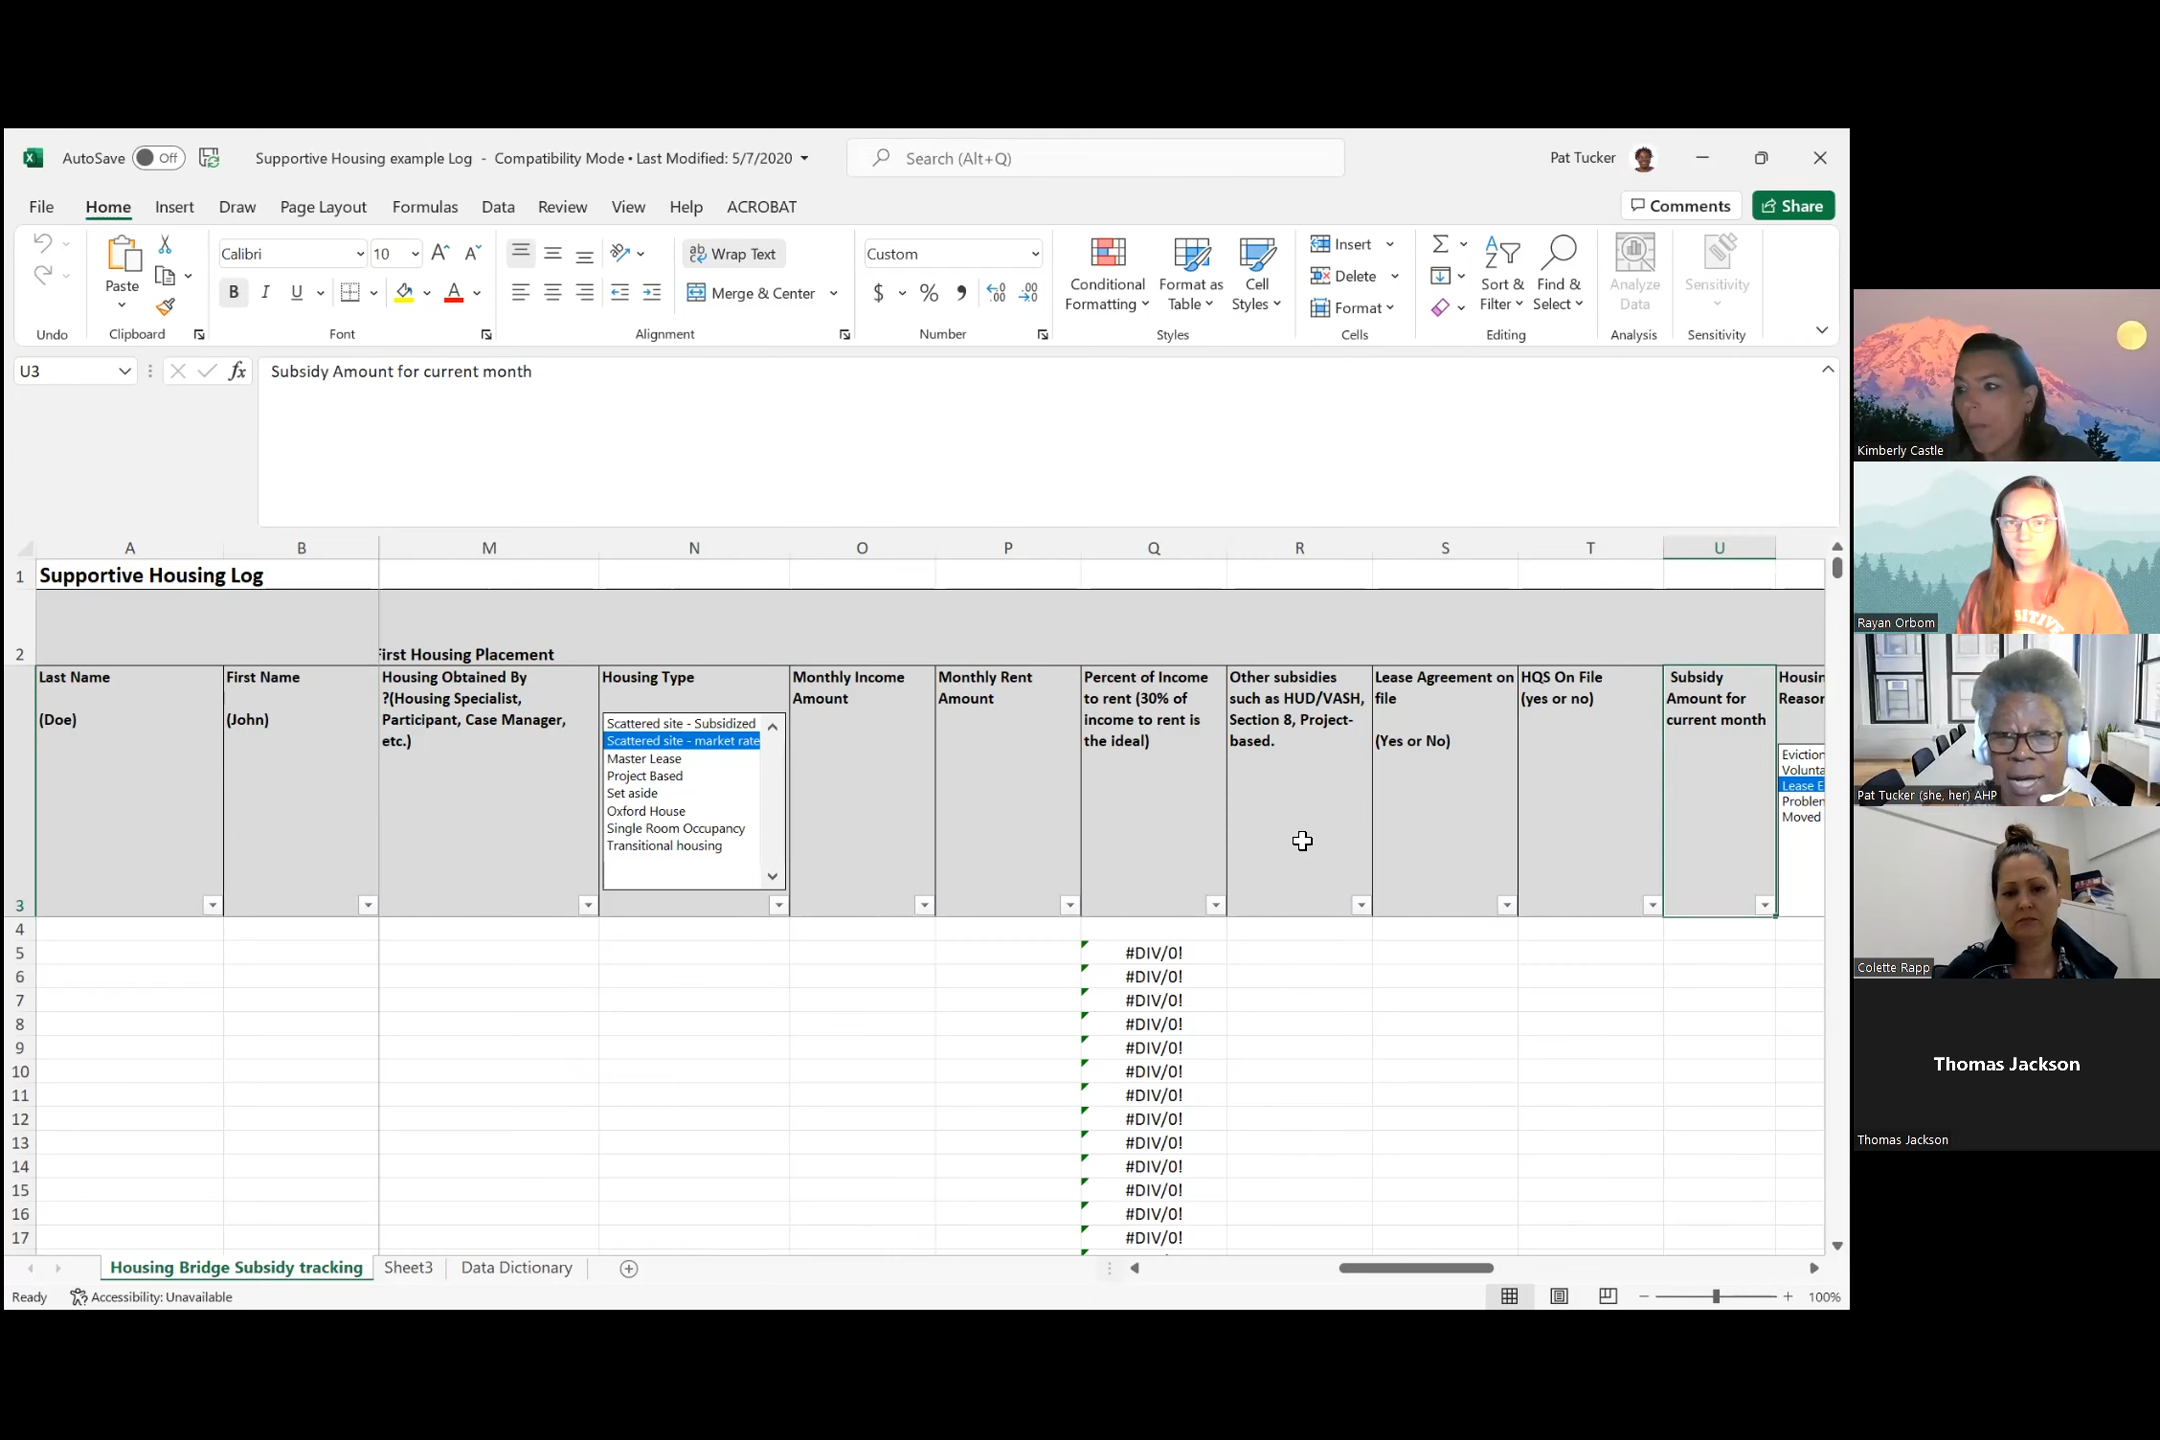 AutoSave Off Supportive Housing example Log - Compatibility Mode • Last Modified: 5/7/2020 Search (Alt+Q) Pat Tucker
File Home Insert Draw Page Layout Formulas Data Review View Help ACROBAT Comments Share
Paste Calibri 10 Wrap Text Custom Conditional Formatting Format as Table Cell Styles Insert Sort & Filter Find & Select Analyze Data Sensitivity
B I U Merge & Center $ % Delete
Format
Undo Clipboard Font Alignment Number Styles Cells Editing Analysis Sensitivity
U3 fx Subsidy Amount for current month
A B M N O P Q R S T U
1 Supportive Housing Log
2 First Housing Placement
3
Last Name
(Doe)
First Name
(John)
Housing Obtained By
?(Housing Specialist,
Participant, Case Manager,
etc.)
Housing Type
Scattered site - Subsidized
Scattered site - market rate
Master Lease
Project Based
Set aside
Oxford House
Single Room Occupancy
Transitional housing
Monthly Income
Amount
Monthly Rent
Amount
Percent of Income
to rent (30% of
income to rent is
the ideal)
Other subsidies
such as HUD/VASH,
Section 8, Project-
based.
Lease Agreement on
file
(Yes or No)
HQS On File
(yes or no)
Subsidy
Amount for
current month
Housin
Reason
Eviction
Volunta
Lease E
Problem
Moved
4
5 #DIV/0!
6 #DIV/0!
7 #DIV/0!
8 #DIV/0!
9 #DIV/0!
10 #DIV/0!
11 #DIV/0!
12 #DIV/0!
13 #DIV/0!
14 #DIV/0!
15 #DIV/0!
16 #DIV/0!
17 #DIV/0!
Housing Bridge Subsidy tracking Sheet3 Data Dictionary
Ready Accessibility: Unavailable 100%
Kimberly Castle
Rayan Orbom
Pat Tucker (she, her) AHP
Colette Rapp
Thomas Jackson
Thomas Jackson